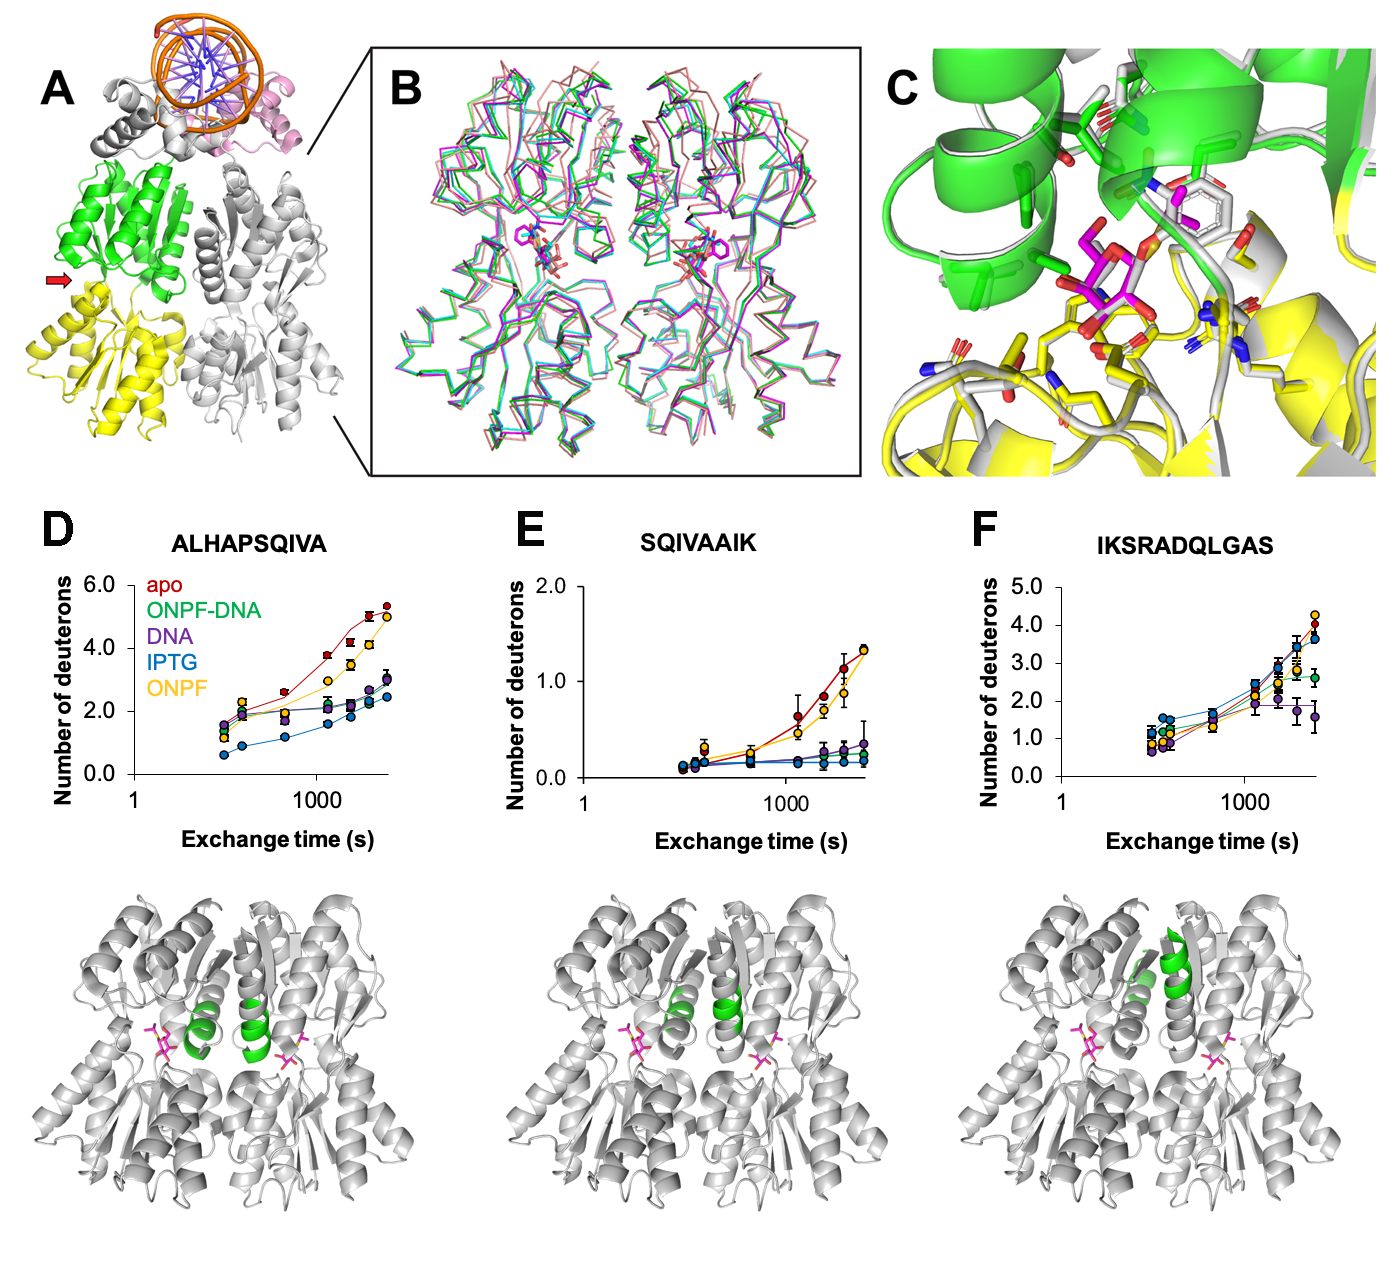 A
B
C
D
ALHAPSQIVA
Number of deuterons
6.0
4.0
2.0
0.0
apo
ONPF-DNA
DNA
IPTG
ONPF
1
1000
Exchange time (s)
E
SQIVAAIK
Number of deuterons
2.0
1.0
0.0
1
1000
Exchange time (s)
F
IKSRADQLGAS
Number of deuterons
5.0
4.0
3.0
2.0
1.0
0.0
1
1000
Exchange time (s)